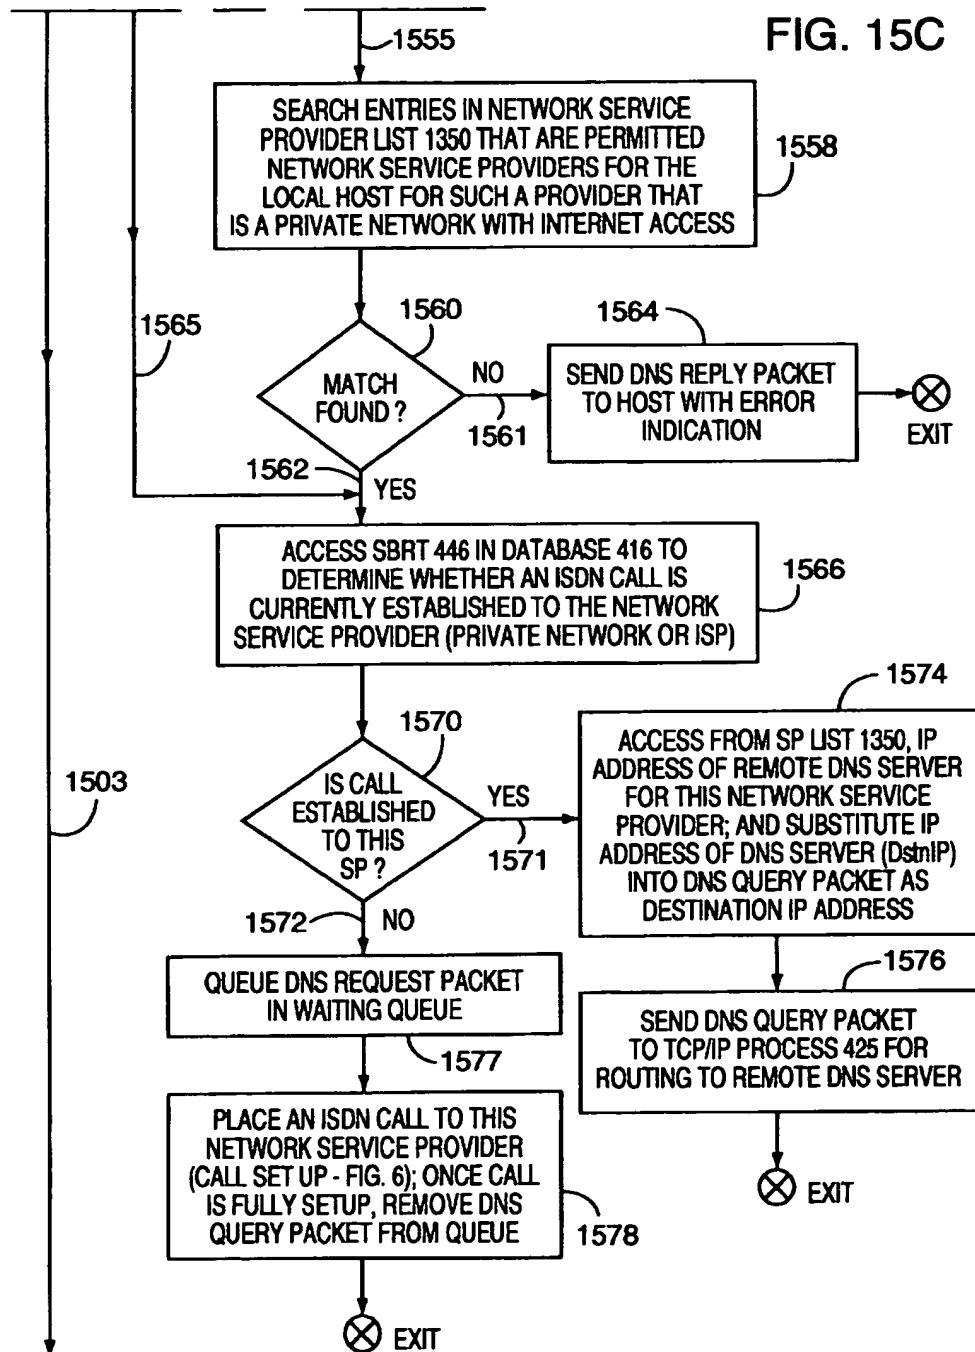 FIG. 15C
1555
SEARCH ENTRIES IN NETWORK SERVICE
PROVIDER LIST 1350 THAT ARE PERMITTED
NETWORK SERVICE PROVIDERS FOR THE
LOCAL HOST FOR SUCH A PROVIDER THAT
IS A PRIVATE NETWORK WITH INTERNET ACCESS
1558
1565
1560
MATCH
FOUND ?
NO
1561
1564
SEND DNS REPLY PACKET
TO HOST WITH ERROR
INDICATION
EXIT
1562
YES
ACCESS SBRT 446 IN DATABASE 416 TO
DETERMINE WHETHER AN ISDN CALL IS
CURRENTLY ESTABLISHED TO THE NETWORK
SERVICE PROVIDER (PRIVATE NETWORK OR ISP)
1566
1503
1570
IS CALL
ESTABLISHED
TO THIS
SP ?
YES
1571
1574
ACCESS FROM SP LIST 1350, IP
ADDRESS OF REMOTE DNS SERVER
FOR THIS NETWORK SERVICE
PROVIDER; AND SUBSTITUTE IP
ADDRESS OF DNS SERVER (DstnIP)
INTO DNS QUERY PACKET AS
DESTINATION IP ADDRESS
1572
NO
QUEUE DNS REQUEST PACKET
IN WAITING QUEUE
1577
1576
SEND DNS QUERY PACKET
TO TCP/IP PROCESS 425 FOR
ROUTING TO REMOTE DNS SERVER
EXIT
PLACE AN ISDN CALL TO THIS
NETWORK SERVICE PROVIDER
(CALL SET UP - FIG. 6); ONCE CALL
IS FULLY SETUP, REMOVE DNS
QUERY PACKET FROM QUEUE
1578
EXIT